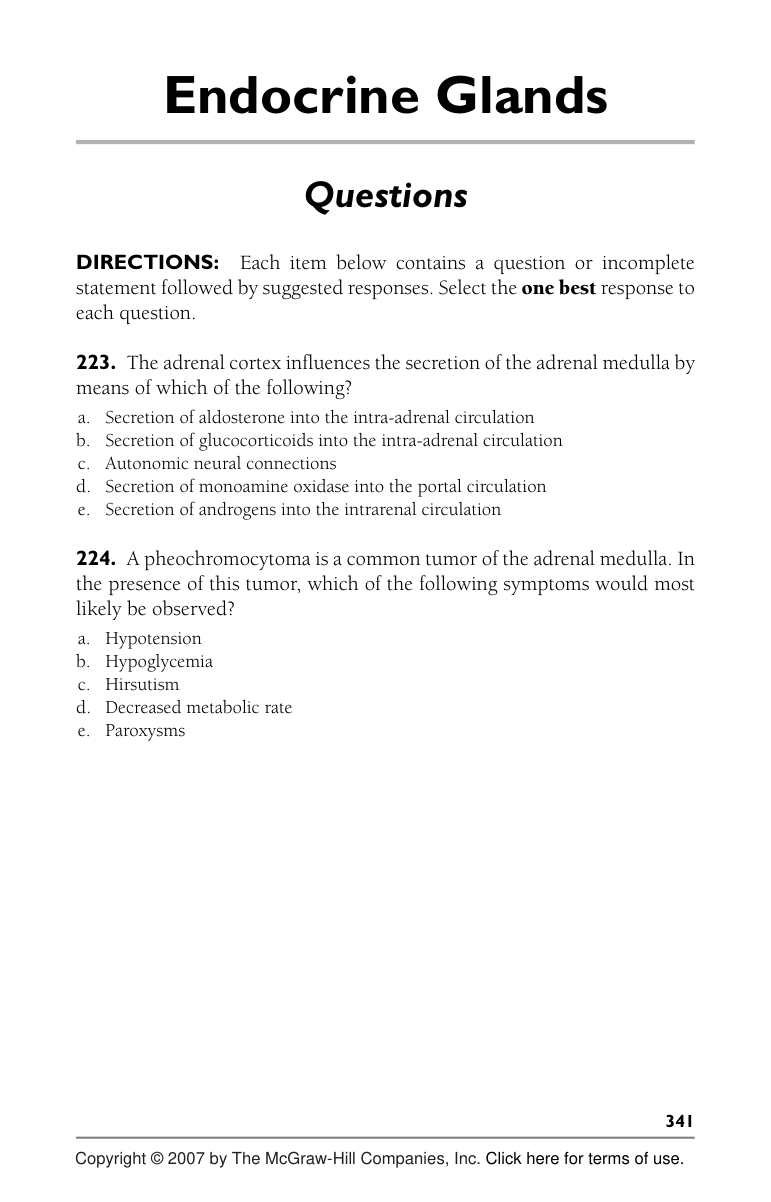 Endocrine Glands
Questions
DIRECTIONS: Each item below contains a question or incomplete
statement followed by suggested responses. Select the one best response to
each question.
223. The adrenal cortex influences the secretion of the adrenal medulla by
means of which of the following?
a. Secretion of aldosterone into the intra-adrenal circulation
b. Secretion of glucocorticoids into the intra-adrenal circulation
c. Autonomic neural connections
d. Secretion of monoamine oxidase into the portal circulation
e. Secretion of androgens into the intrarenal circulation
224. A pheochromocytoma is a common tumor of the adrenal medulla. In
the presence of this tumor, which of the following symptoms would most
likely be observed?
a. Hypotension
b. Hypoglycemia
c. Hirsutism
d. Decreased metabolic rate
e. Paroxysms
341
Copyright © 2007 by The McGraw-Hill Companies, Inc. Click here for terms of use.